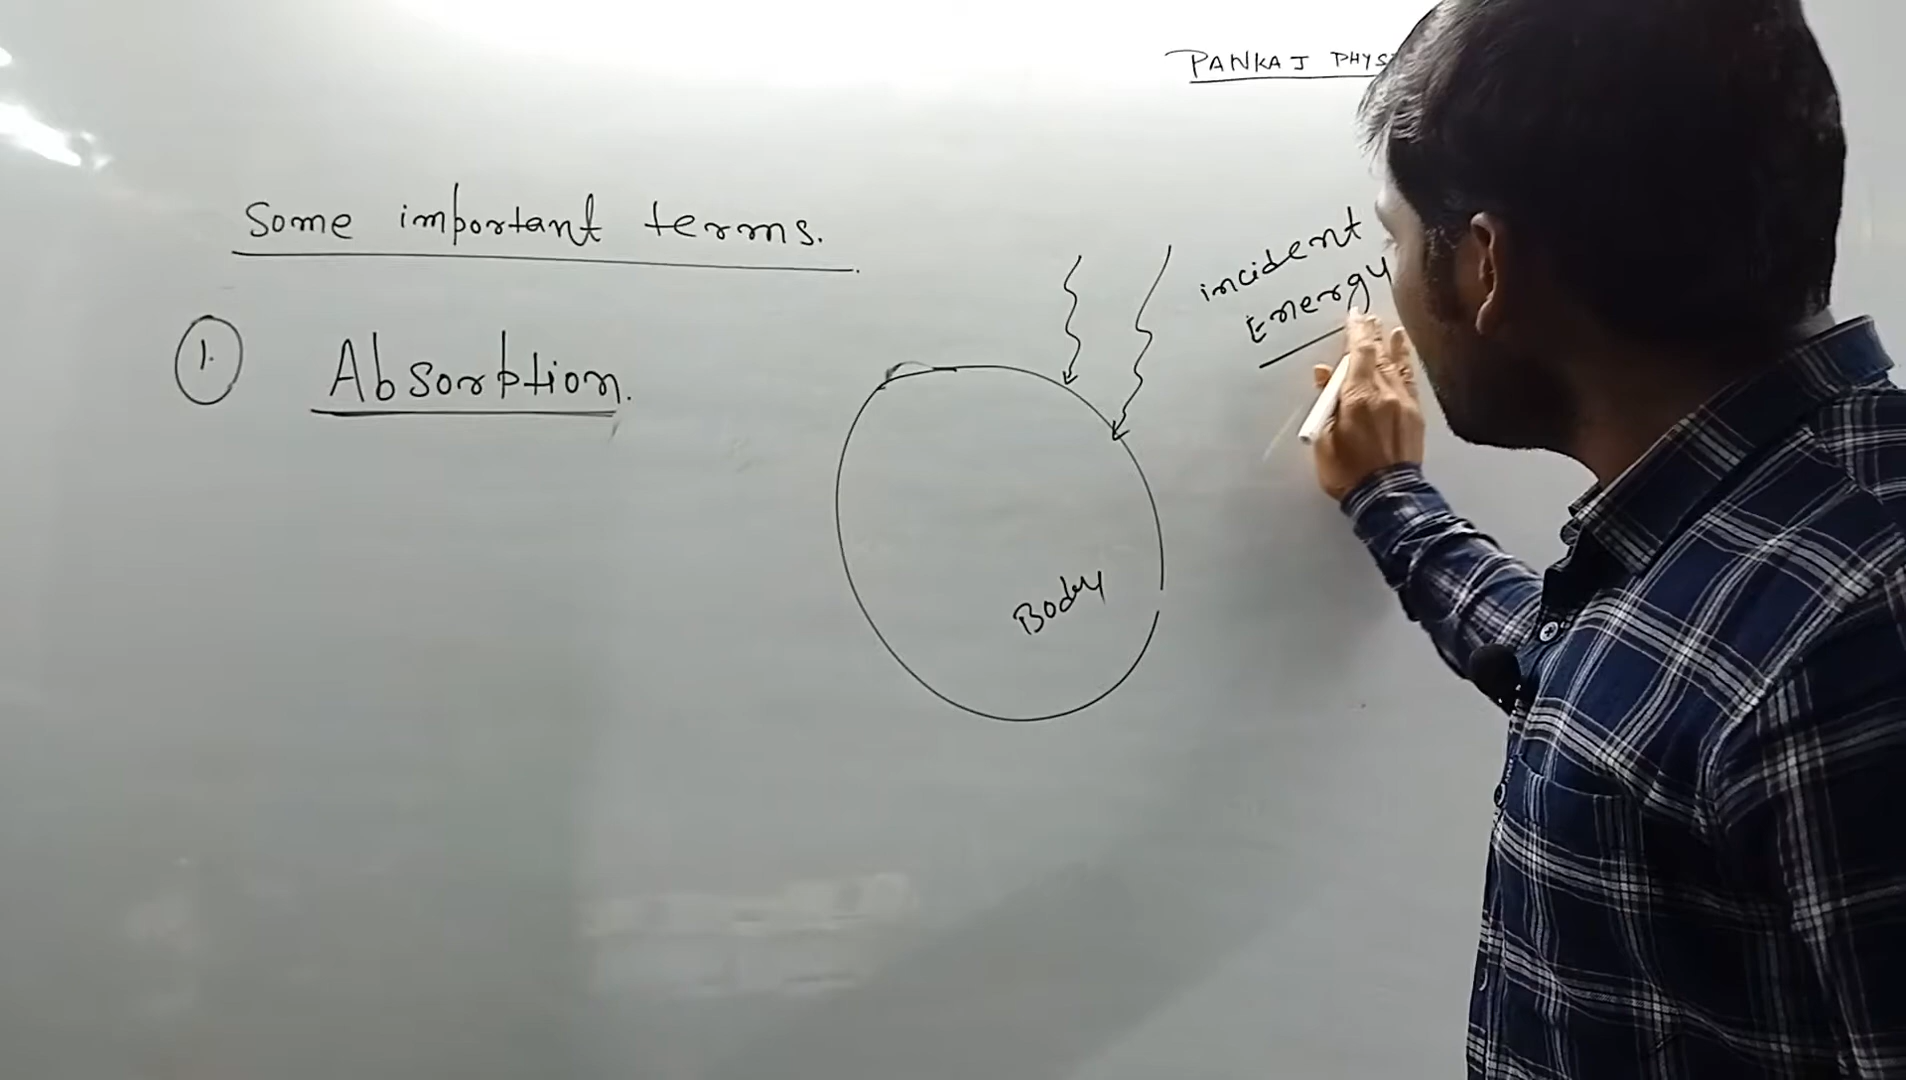 PANKAJ PHYS
Some important terms.
1. Absorption.
incident
Energy
Body